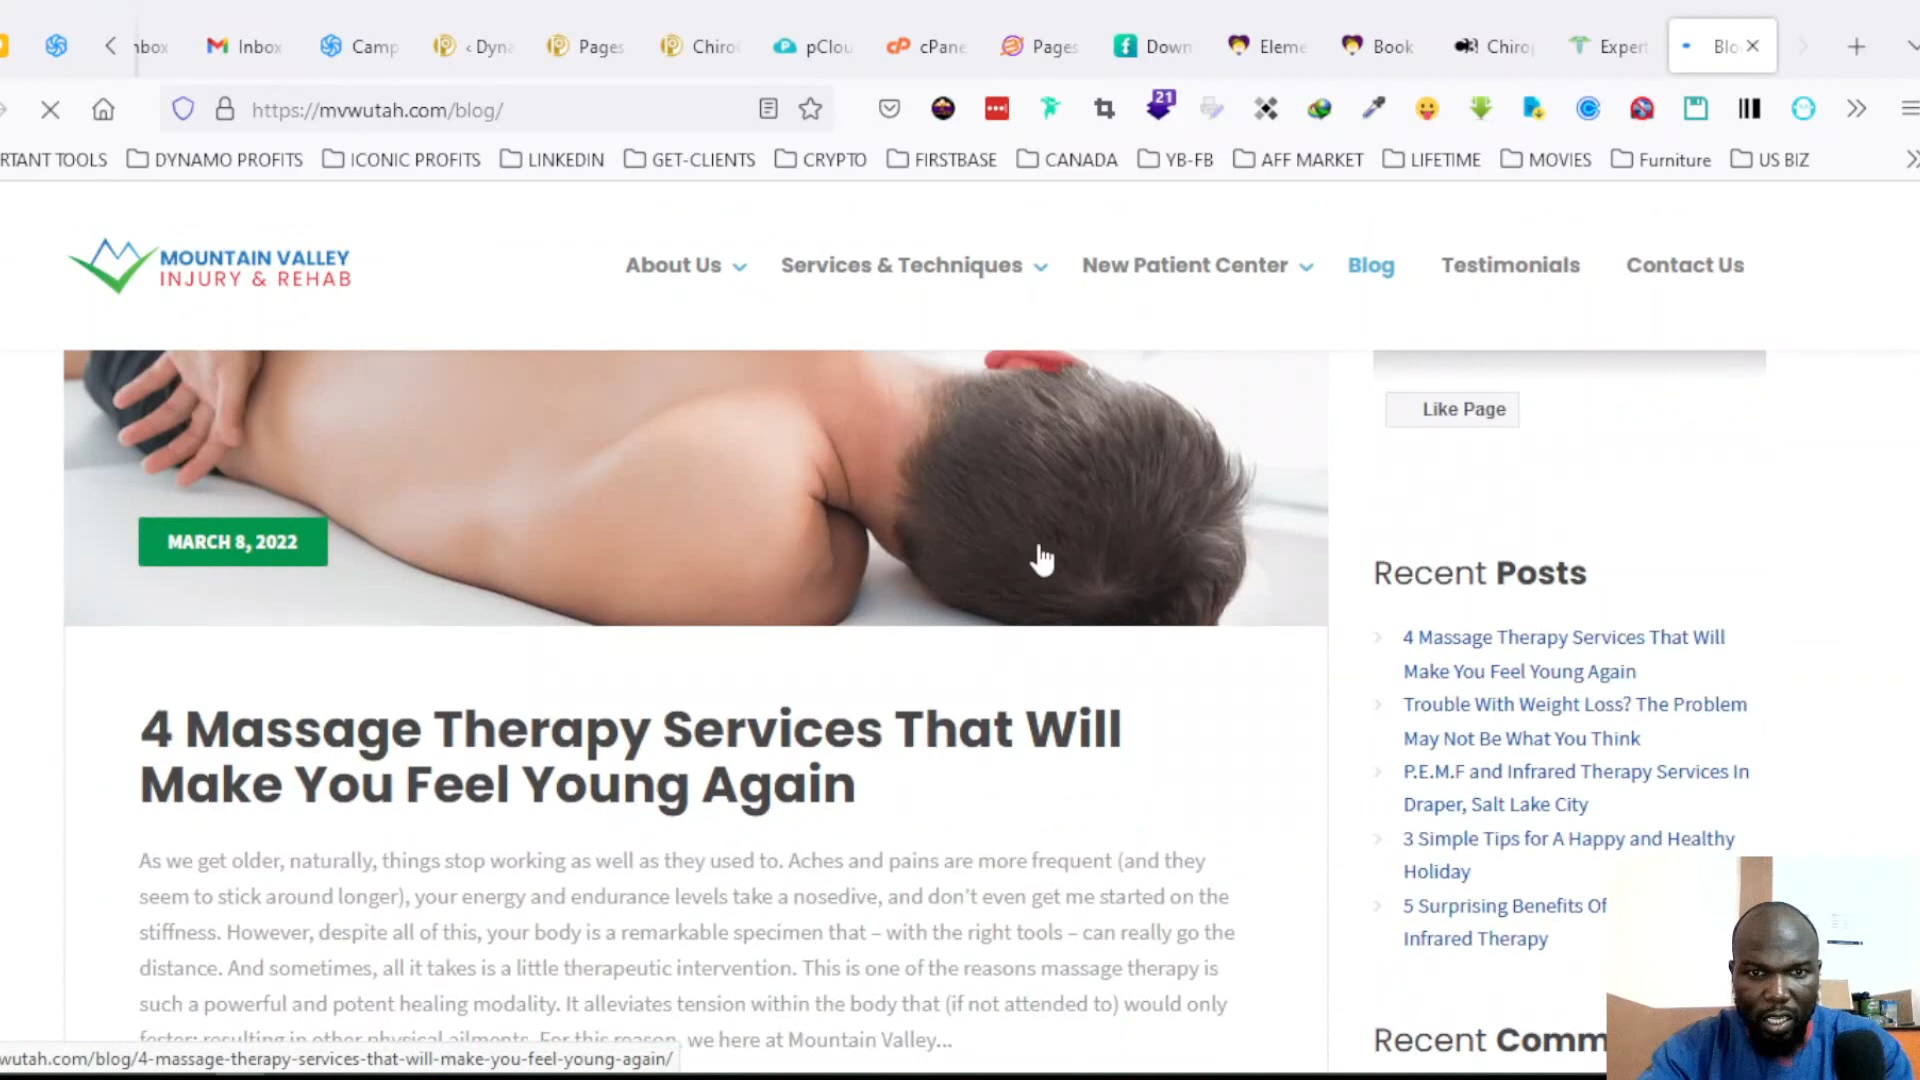 nbox
Inbox
Camp
‹ Dyna
Pages
Chiro
pClou
cPane
Pages
Down
Eleme
Book
Chiro
Expert
Blo
https://mvwutah.com/blog/
21
RTANT TOOLS
DYNAMO PROFITS
ICONIC PROFITS
LINKEDIN
GET-CLIENTS
CRYPTO
FIRSTBASE
CANADA
YB-FB
AFF MARKET
LIFETIME
MOVIES
Furniture
US BIZ
MOUNTAIN VALLEY
INJURY & REHAB
About Us
Services & Techniques
New Patient Center
Blog
Testimonials
Contact Us
Like Page
MARCH 8, 2022
4 Massage Therapy Services That Will
Make You Feel Young Again
As we get older, naturally, things stop working as well as they used to. Aches and pains are more frequent (and they
seem to stick around longer), your energy and endurance levels take a nosedive, and don't even get me started on the
stiffness. However, despite all of this, your body is a remarkable specimen that – with the right tools – can really go the
distance. And sometimes, all it takes is a little therapeutic intervention. This is one of the reasons massage therapy is
such a powerful and potent healing modality. It alleviates tension within the body that (if not attended to) would only
fester; resulting in other physical ailments. For this reason, we here at Mountain Valley...
Recent Posts
4 Massage Therapy Services That Will
Make You Feel Young Again
Trouble With Weight Loss? The Problem
May Not Be What You Think
P.E.M.F and Infrared Therapy Services In
Draper, Salt Lake City
3 Simple Tips for A Happy and Healthy
Holiday
5 Surprising Benefits Of
Infrared Therapy
Recent Comm
wutah.com/blog/4-massage-therapy-services-that-will-make-you-feel-young-again/